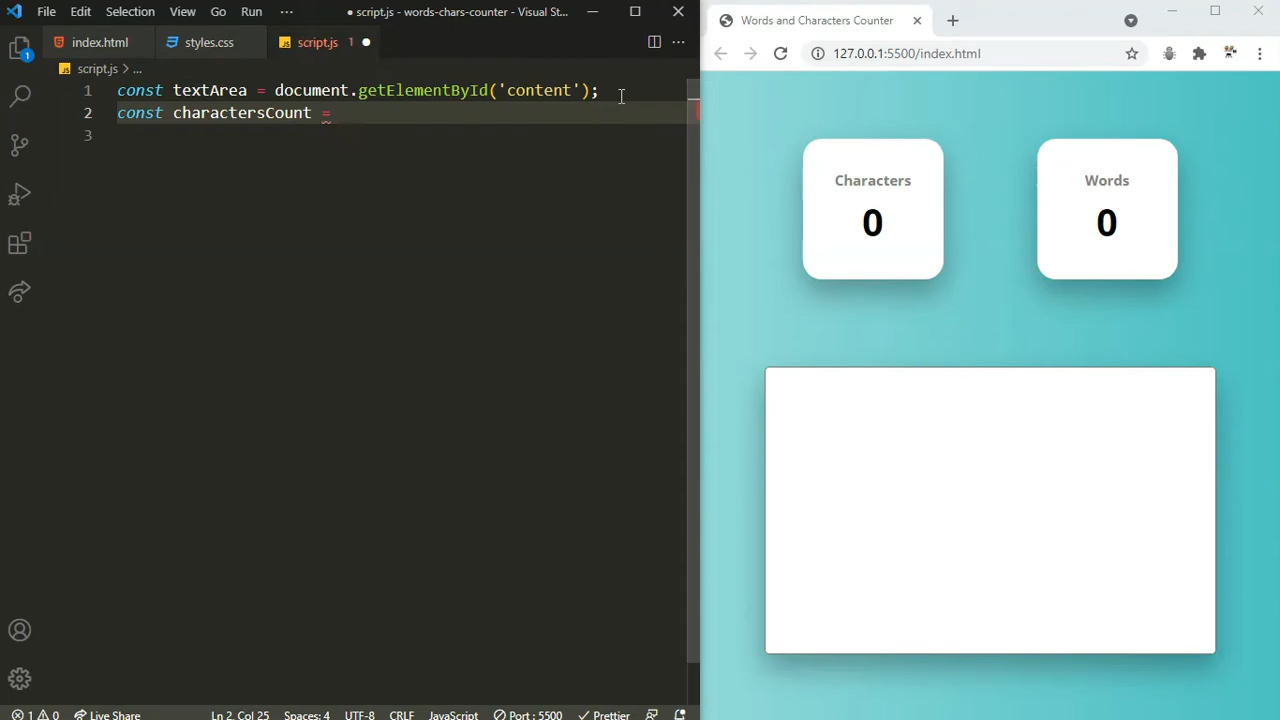 File Edit Selection View Go Run ··· ● script.js - words-chars-counter - Visual St...
index.html styles.css script.js 1 ●
script.js > ...
1 const textArea = document.getElementById('content');
2 const charactersCount =
3
1
1 0 Live Share Ln 2, Col 25 Spaces: 4 UTF-8 CRLF JavaScript Port : 5500 Prettier
Words and Characters Counter
127.0.0.1:5500/index.html
Characters
0
Words
0